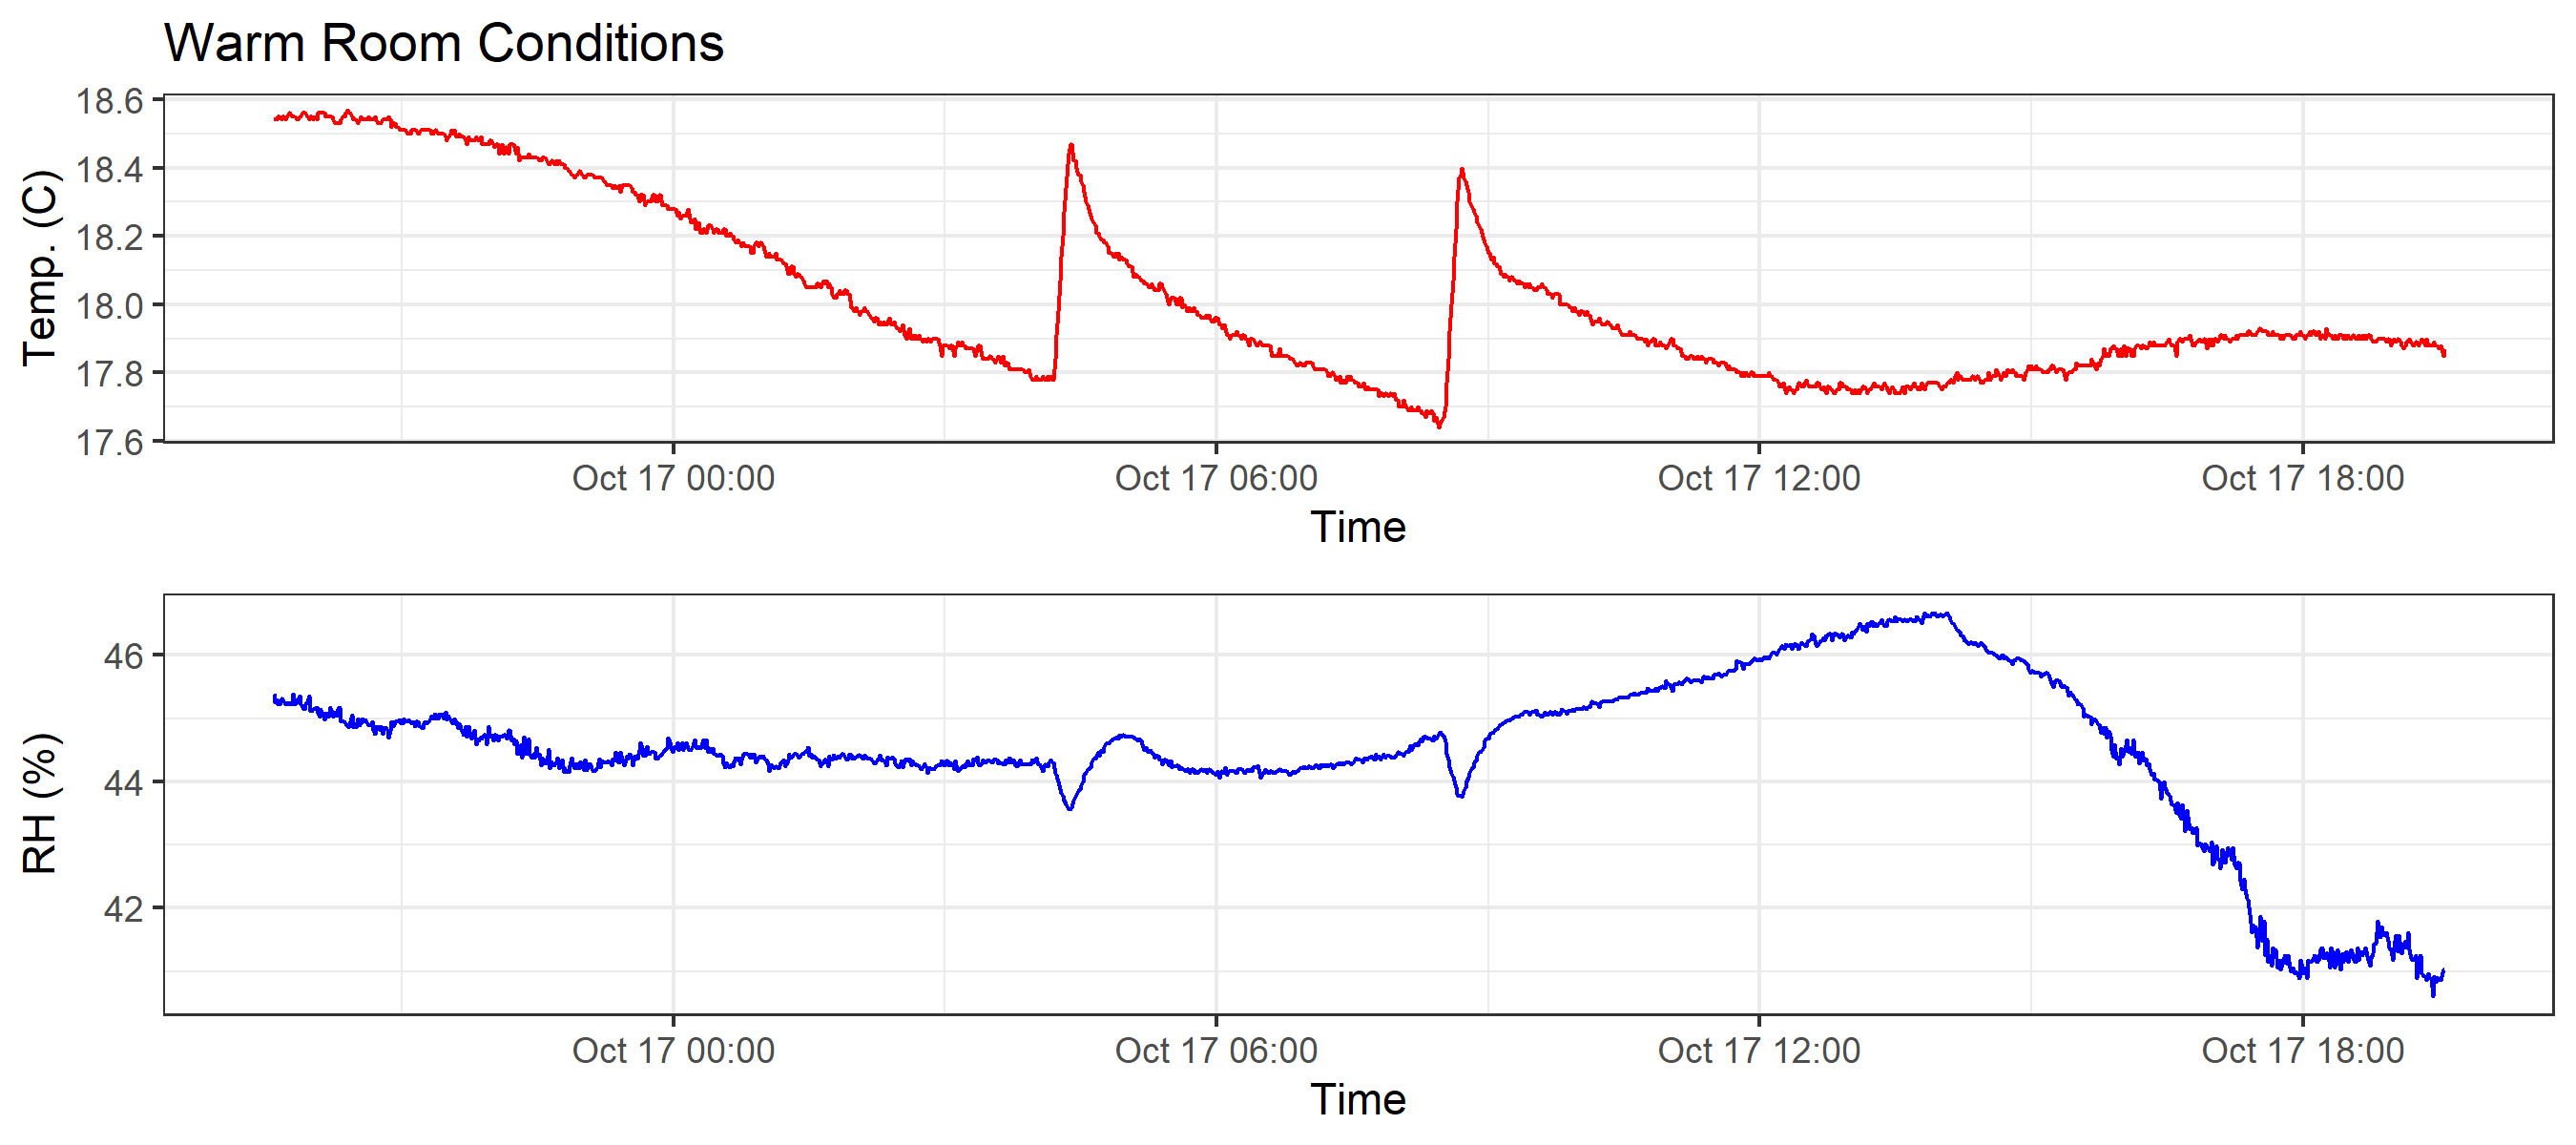 Warm Room Conditions
Temp. (C)
18.6
18.4
18.2
18.0
17.8
17.6
Oct 17 00:00 Oct 17 06:00 Oct 17 12:00 Oct 17 18:00
Time
RH (%)
46
44
42
Oct 17 00:00 Oct 17 06:00 Oct 17 12:00 Oct 17 18:00
Time